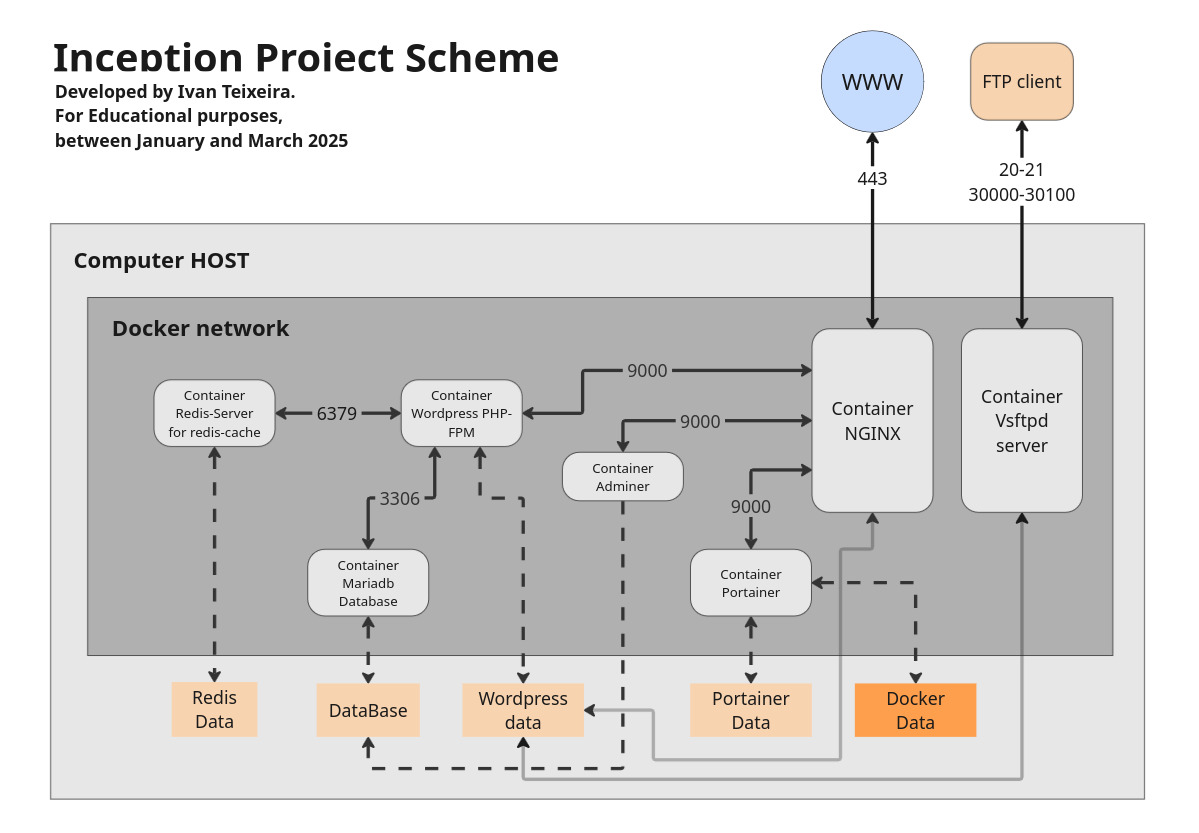 Inception Project Scheme
Developed by Ivan Teixeira.
For Educational purposes,
between January and March 2025
WWW
FTP client
443
20-21
30000-30100
Computer HOST
Docker network
Container
Redis-Server
for redis-cache
6379
Container
Wordpress PHP-
FPM
9000
9000
Container
NGINX
Container
Vsftpd
server
Container
Adminer
3306
9000
Container
Mariadb
Database
Container
Portainer
Redis
Data
DataBase
Wordpress
data
Portainer
Data
Docker
Data